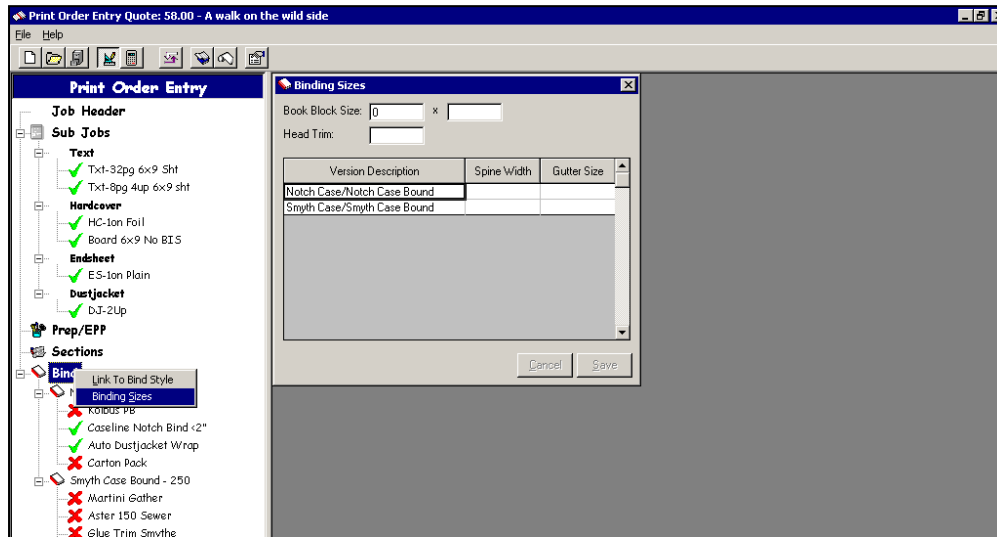 Print Order Entry Quote: 58.00 - A walk on the wild side
File Help
Print Order Entry
Job Header
Sub Jobs
Text
Txt-32pg 6x9 Sht
Txt-8pg 4up 6x9 sht
Hardcover
HC-1on Foil
Board 6x9 No BIS
Endsheet
ES-1on Plain
Dustjacket
DJ-2Up
Prep/EPP
Sections
Bind
Link To Bind Style
Binding Sizes
Kolbus PB
Caseline Notch Bind <2"
Auto Dustjacket Wrap
Carton Pack
Smyth Case Bound - 250
Martini Gather
Aster 150 Sewer
Glue Trim Smythe
Binding Sizes
Book Block Size: 0 x
Head Trim:
Version Description Spine Width Gutter Size
Notch Case/Notch Case Bound
Smyth Case/Smyth Case Bound
Cancel Save